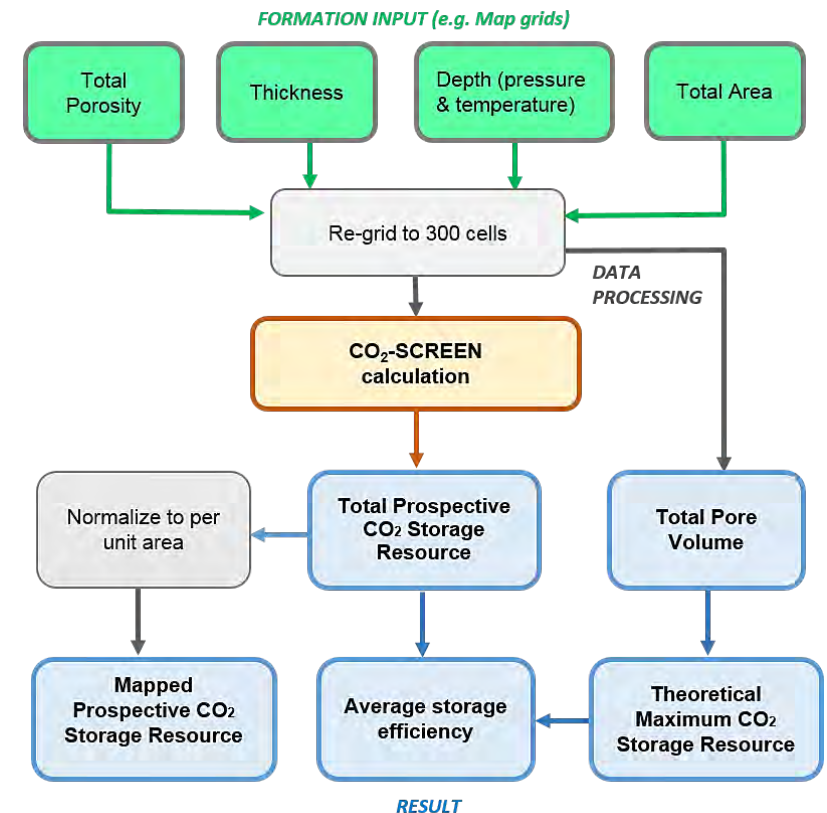 FORMATION INPUT (e.g. Map grids)
Total
Porosity
Thickness
Depth (pressure
& temperature)
Total Area
Re-grid to 300 cells
DATA
PROCESSING
CO₂-SCREEN
calculation
Normalize to per
unit area
Total Prospective
CO₂ Storage
Resource
Total Pore
Volume
Mapped
Prospective CO₂
Storage Resource
Average storage
efficiency
Theoretical
Maximum CO₂
Storage Resource
RESULT